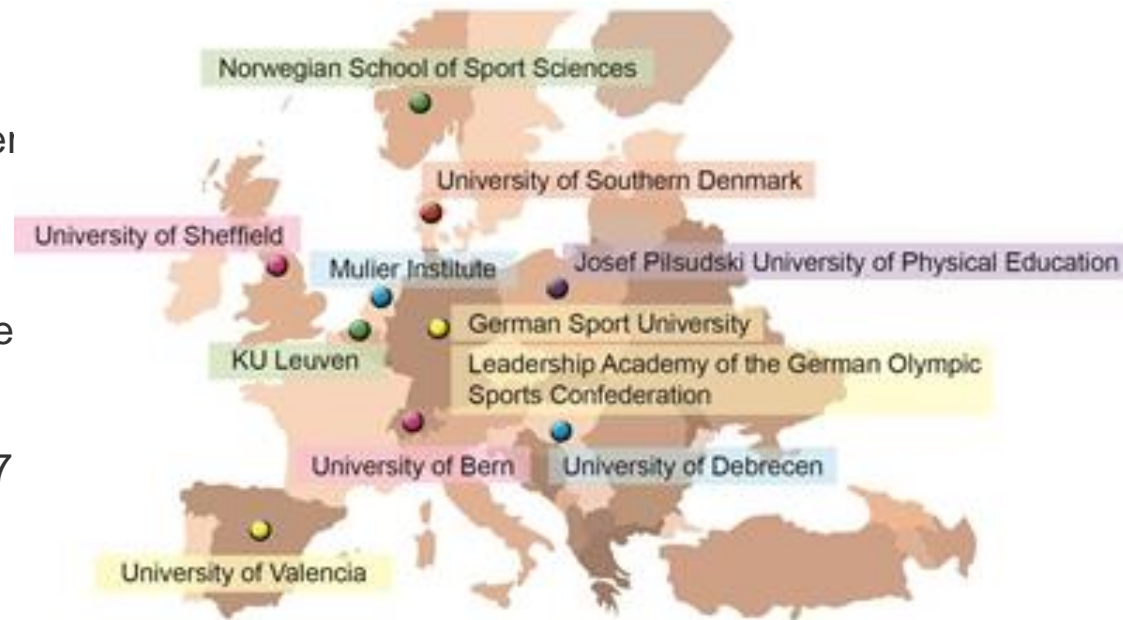 Norwegian School of Sport Sciences
er
University of Southern Denmark
University of Sheffield
Mulier Institute
Josef Pilsudski University of Physical Education
e
German Sport University
KU Leuven
Leadership Academy of the German Olympic
Sports Confederation
7
University of Bern
University of Debrecen
University of Valencia